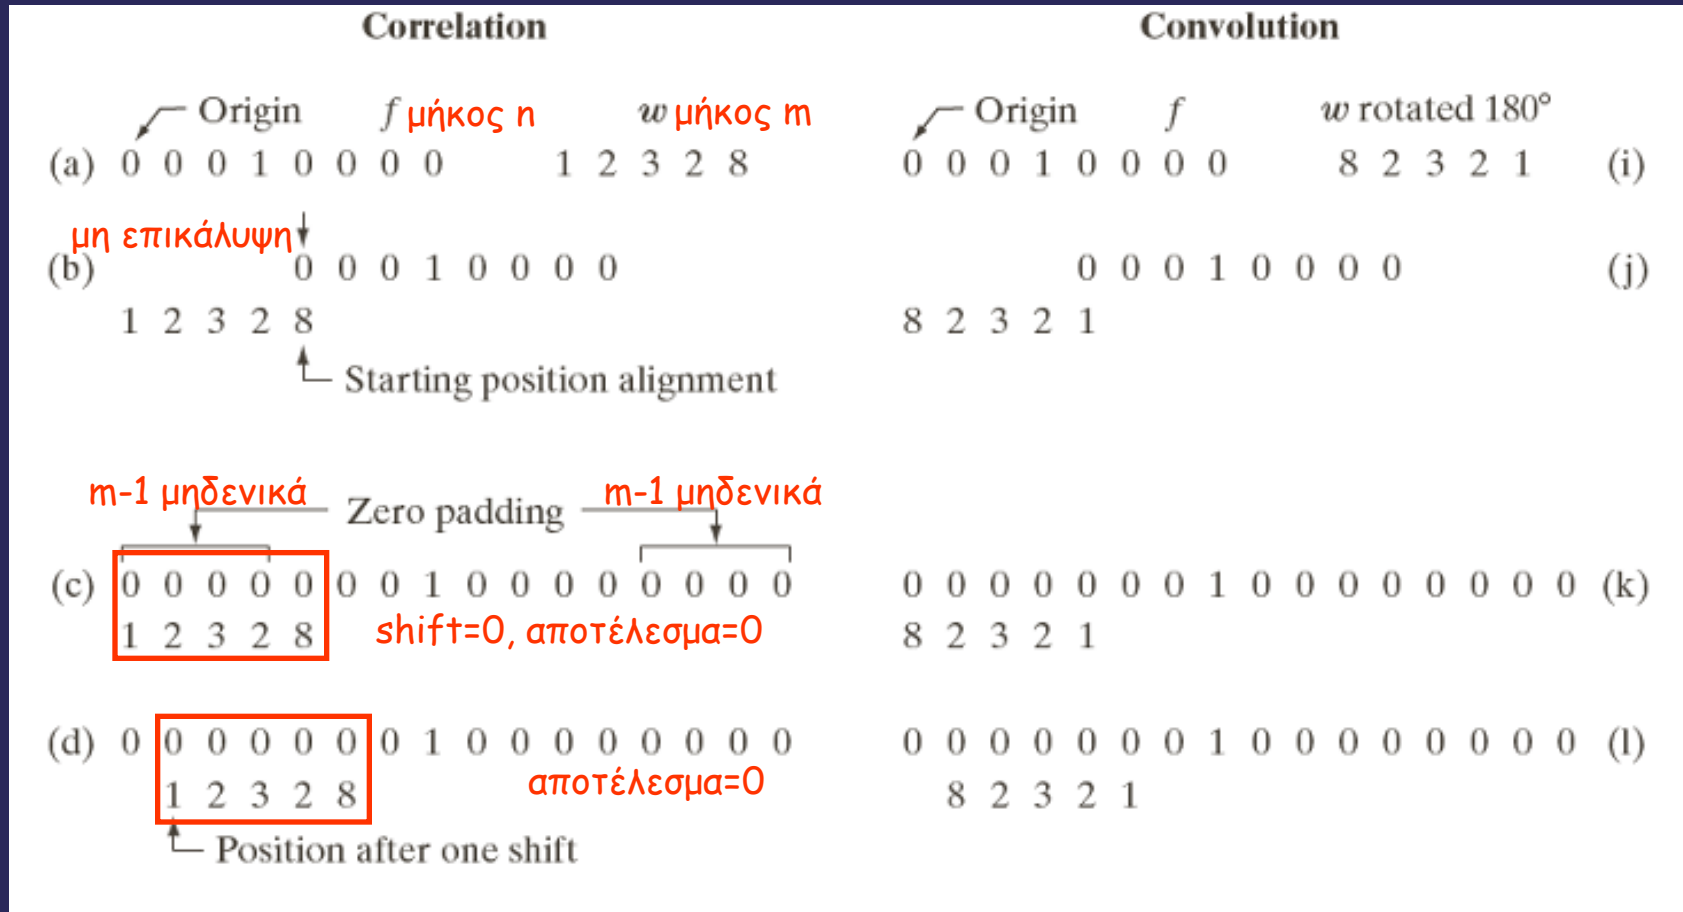 Correlation Convolution
Origin f μήκος n w μήκος m Origin f w rotated 180°
(a) 0 0 0 1 0 0 0 0 1 2 3 2 8 0 0 0 1 0 0 0 0 8 2 3 2 1 (i)
μη επικάλυψη
(b) 0 0 0 1 0 0 0 0 0 0 0 1 0 0 0 0 (j)
1 2 3 2 8 8 2 3 2 1
Starting position alignment
m-1 μηδενικά Zero padding m-1 μηδενικά
(c) 0 0 0 0 0 0 0 1 0 0 0 0 0 0 0 0 0 0 0 0 0 0 0 1 0 0 0 0 0 0 0 0 (k)
1 2 3 2 8 shift=0, αποτέλεσμα=0 8 2 3 2 1
(d) 0 0 0 0 0 0 0 1 0 0 0 0 0 0 0 0 0 0 0 0 0 0 0 1 0 0 0 0 0 0 0 0 (l)
1 2 3 2 8 αποτέλεσμα=0 8 2 3 2 1
Position after one shift